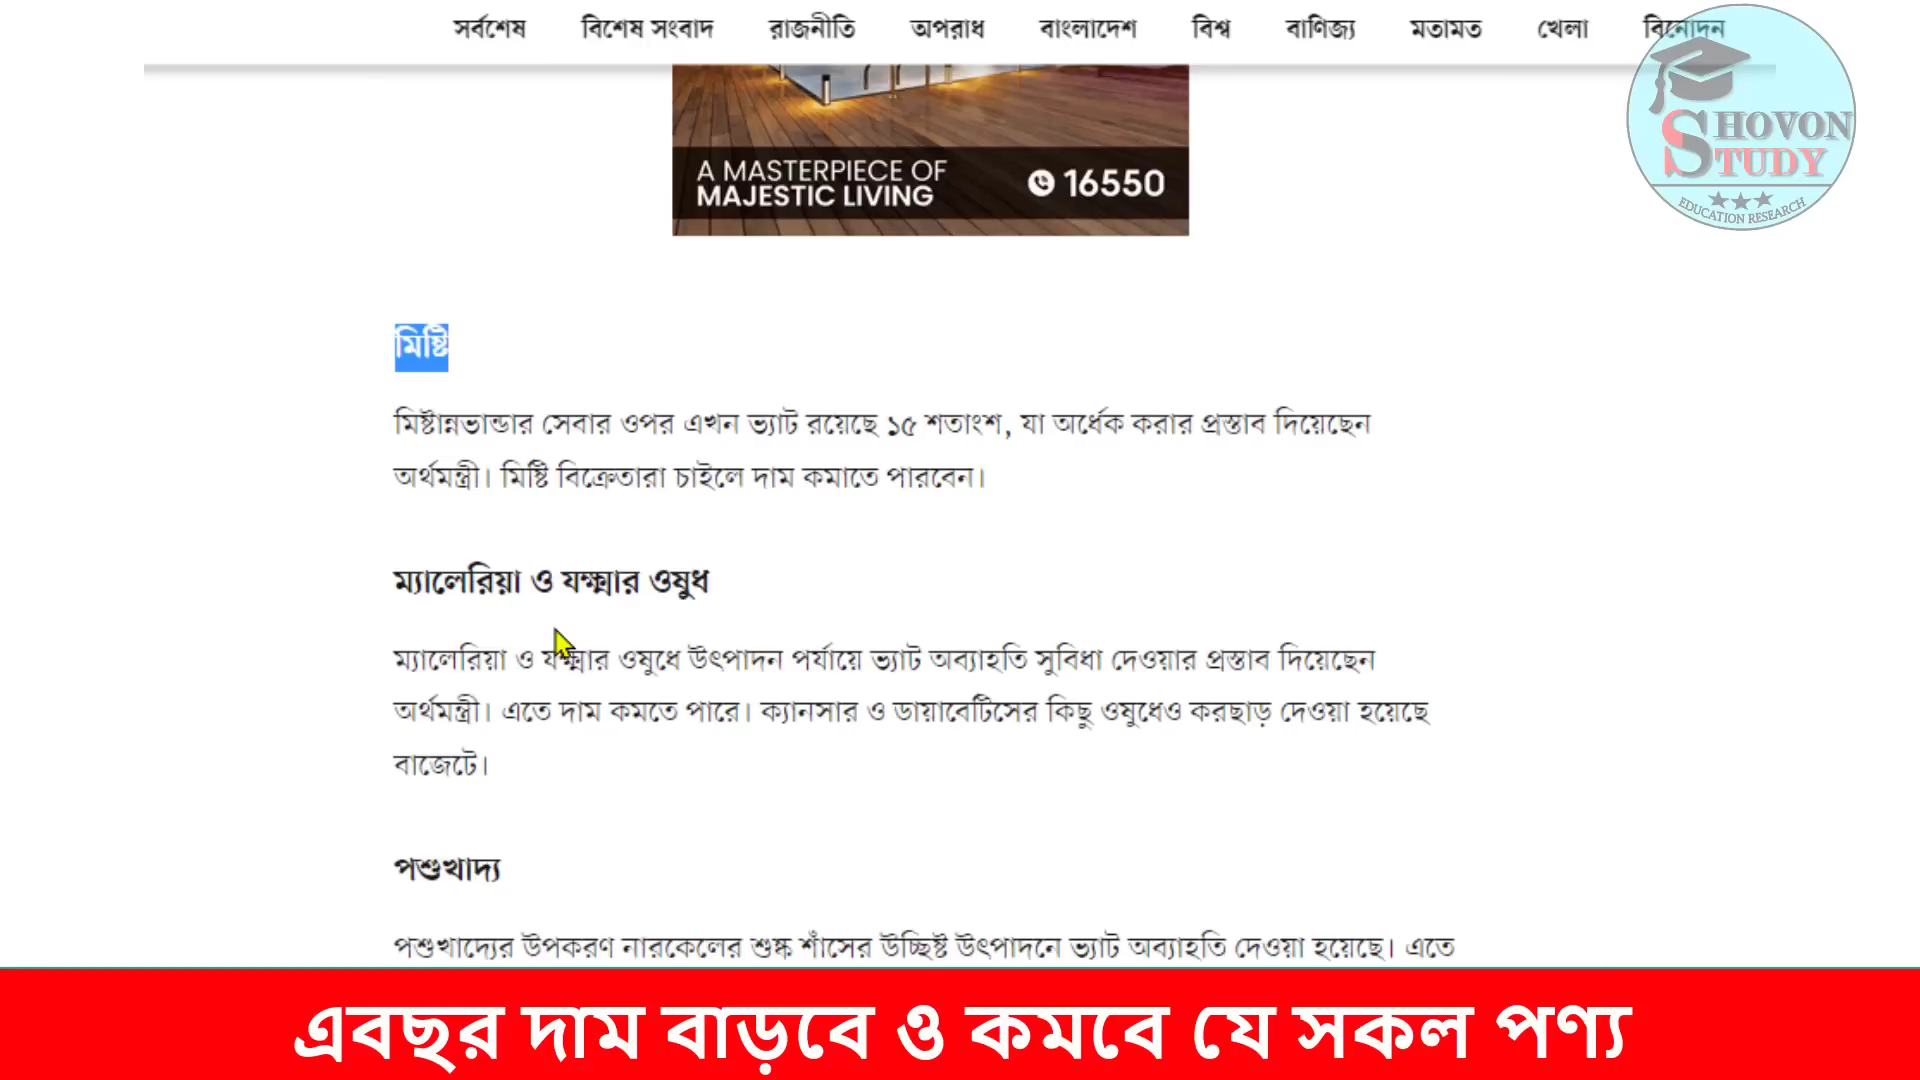 সর্বশেষ বিশেষ সংবাদ রাজনীতি অপরাধ বাংলাদেশ বিশ্ব বাণিজ্য মতামত খেলা বিনোদন
A MASTERPIECE OF
MAJESTIC LIVING
16550
SHOVON
STUDY
EDUCATION RESEARCH
মিষ্টি
মিষ্টান্নভান্ডার সেবার ওপর এখন ভ্যাট রয়েছে ১৫ শতাংশ, যা অর্ধেক করার প্রস্তাব দিয়েছেন
অর্থমন্ত্রী। মিষ্টি বিক্রেতারা চাইলে দাম কমাতে পারবেন।
ম্যালেরিয়া ও যক্ষ্মার ওষুধ
ম্যালেরিয়া ও যক্ষ্মার ওষুধে উৎপাদন পর্যায়ে ভ্যাট অব্যাহতি সুবিধা দেওয়ার প্রস্তাব দিয়েছেন
অর্থমন্ত্রী। এতে দাম কমতে পারে। ক্যানসার ও ডায়াবেটিসের কিছু ওষুধেও করছাড় দেওয়া হয়েছে
বাজেটে।
পশুখাদ্য
পশুখাদ্যের উপকরণ নারকেলের শুষ্ক শাঁসের উচ্ছিষ্ট উৎপাদনে ভ্যাট অব্যাহতি দেওয়া হয়েছে। এতে
এবছর দাম বাড়বে ও কমবে যে সকল পণ্য